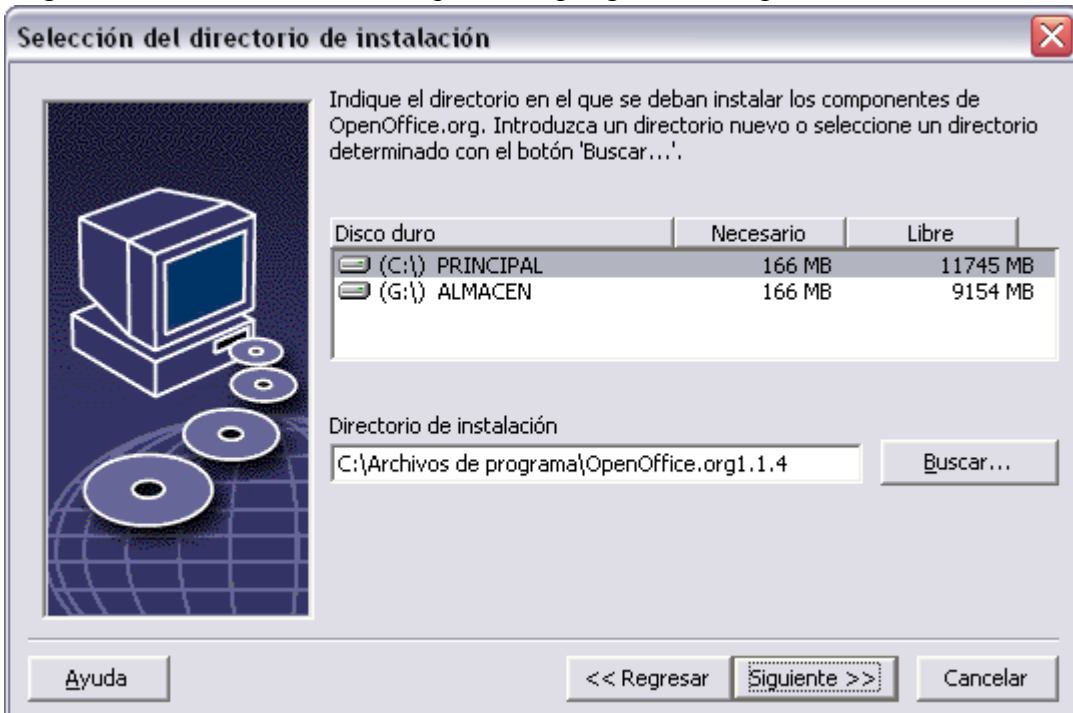 Selección del directorio de instalación
Indique el directorio en el que se deban instalar los componentes de
OpenOffice.org. Introduzca un directorio nuevo o seleccione un directorio
determinado con el botón 'Buscar...'.
Disco duro Necesario Libre
(C:\) PRINCIPAL 166 MB 11745 MB
(G:\) ALMACEN 166 MB 9154 MB
Directorio de instalación
C:\Archivos de programa\OpenOffice.org1.1.4 Buscar...
Ayuda << Regresar Siguiente >> Cancelar